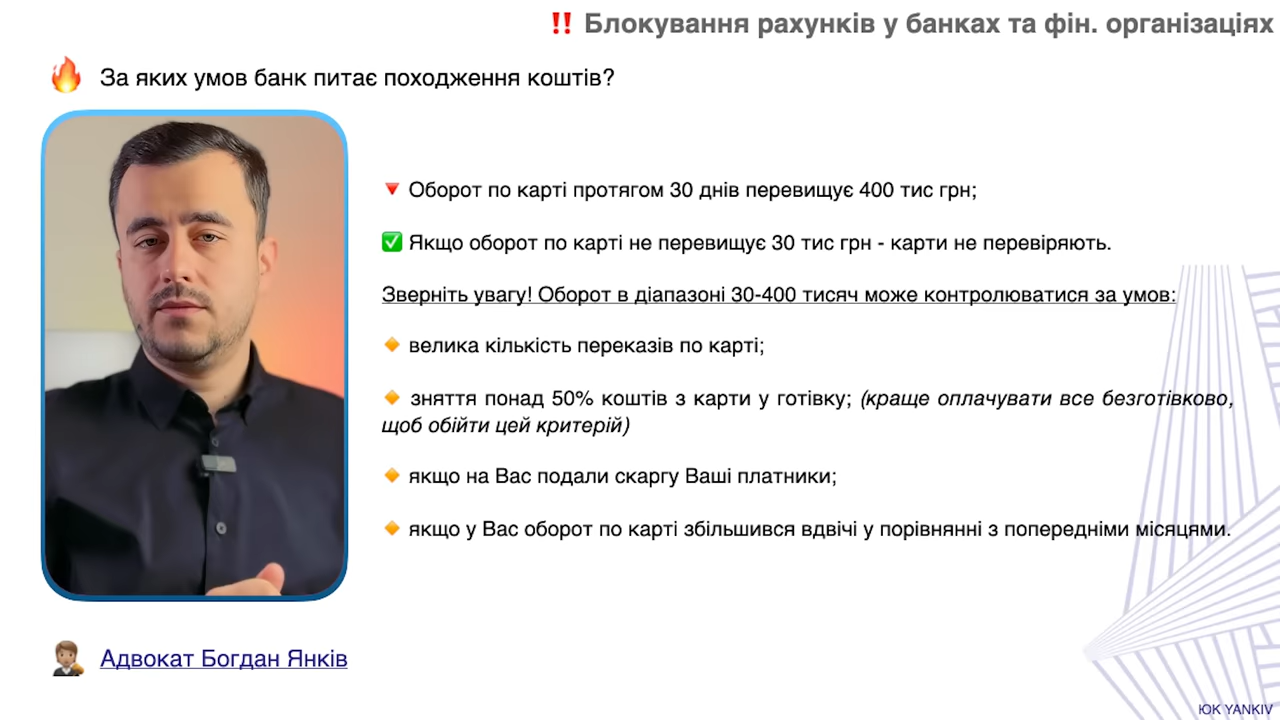 ‼️ Блокування рахунків у банках та фін. організаціях
🔥 За яких умов банк питає походження коштів?
🔻 Оборот по карті протягом 30 днів перевищує 400 тис грн;
✅ Якщо оборот по карті не перевищує 30 тис грн - карти не перевіряють.
Зверніть увагу! Оборот в діапазоні 30-400 тисяч може контролюватися за умов:
🔸 велика кількість переказів по карті;
🔸 зняття понад 50% коштів з карти у готівку; (краще оплачувати все безготівково,
щоб обійти цей критерій)
🔸 якщо на Вас подали скаргу Ваші платники;
🔸 якщо у Вас оборот по карті збільшився вдвічі у порівнянні з попередніми місяцями.
Адвокат Богдан Янків
ЮК YANKIV